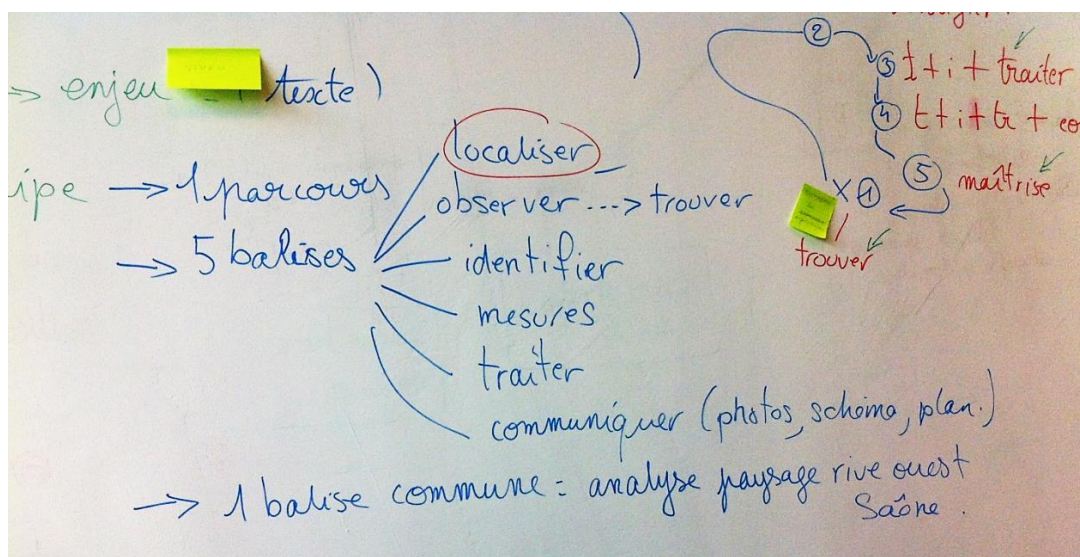 → enjeu texte)
ipe → 1 parcours
→ 5 balises
localiser
observer ...> trouver
identifier
mesures
traiter
communiquer (photos, schéma, plan.)
→ 1 balise commune = analyse paysage rive ouest
Saône.
2
3 t + i + traiter
4 t + i + tr + co
5 maîtrise
X 1
trouver